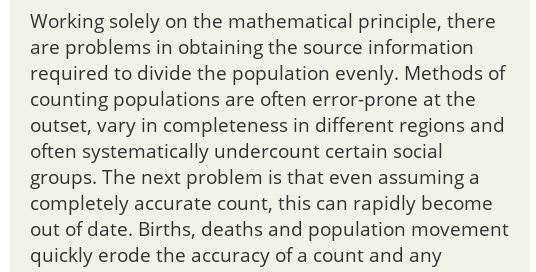 Working solely on the mathematical principle, there
are problems in obtaining the source information
required to divide the population evenly. Methods of
counting populations are often error-prone at the
outset, vary in completeness in different regions and
often systematically undercount certain social
groups. The next problem is that even assuming a
completely accurate count, this can rapidly become
out of date. Births, deaths and population movement
quickly erode the accuracy of a count and any